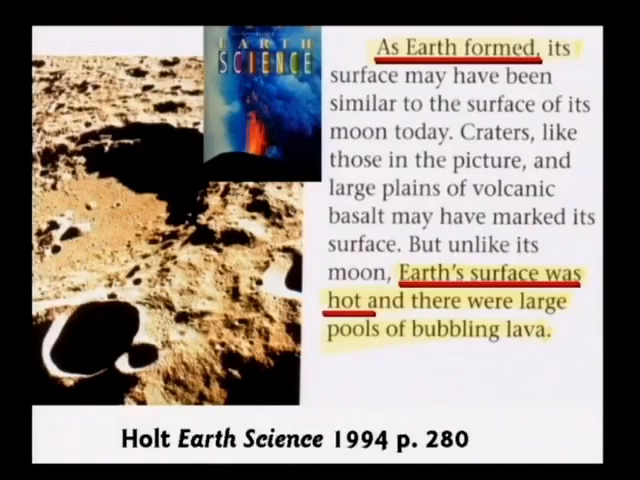 EARTH
SCIENCE
As Earth formed, its
surface may have been
similar to the surface of its
moon today. Craters, like
those in the picture, and
large plains of volcanic
basalt may have marked its
surface. But unlike its
moon, Earth's surface was
hot and there were large
pools of bubbling lava.
Holt Earth Science 1994 p. 280